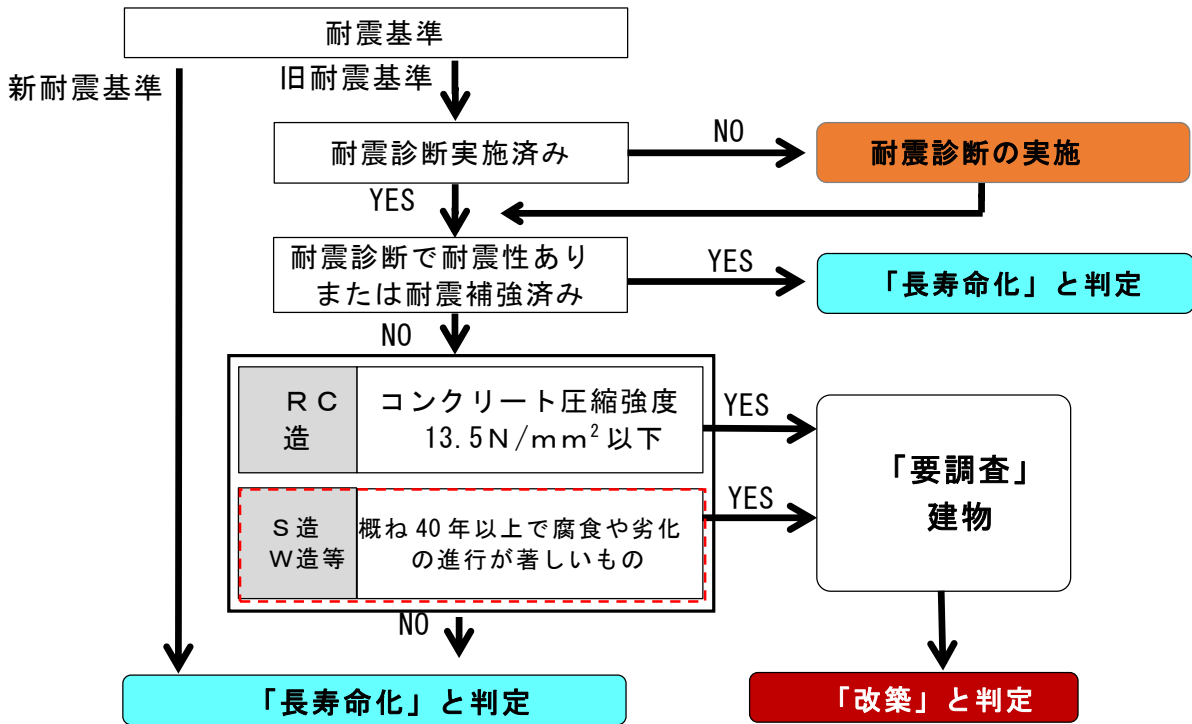 耐震基準
新耐震基準
旧耐震基準
耐震診断実施済み
NO
耐震診断の実施
YES
耐震診断で耐震性あり
または耐震補強済み
YES
「長寿命化」と判定
NO
ＲＣ
造
コンクリート圧縮強度
13.5Ｎ/ｍｍ²以下
YES
「要調査」
建物
Ｓ造
Ｗ造等
概ね40年以上で腐食や劣化
の進行が著しいもの
YES
NO
「長寿命化」と判定
「改築」と判定